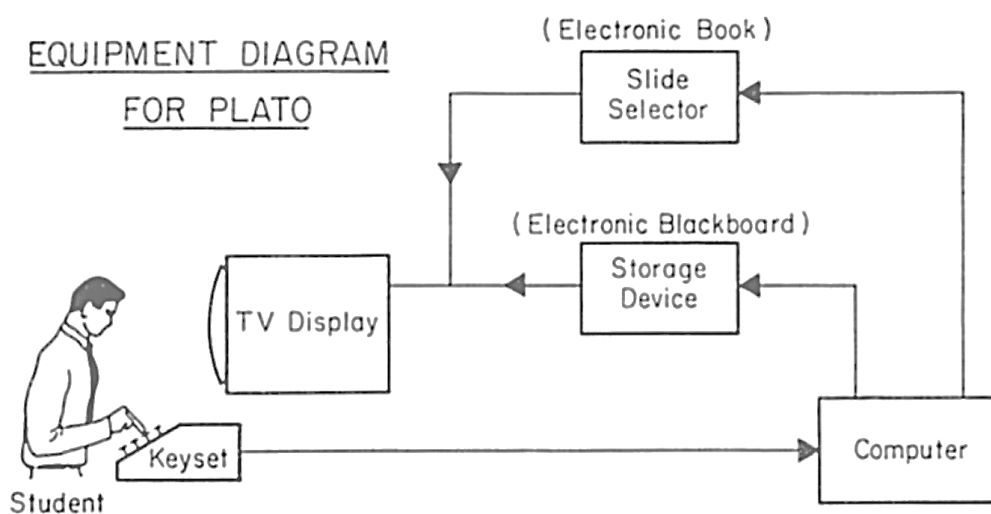 EQUIPMENT DIAGRAM
FOR PLATO
(Electronic Book)
Slide
Selector
(Electronic Blackboard)
Storage
Device
TV Display
Computer
Keyset
Student